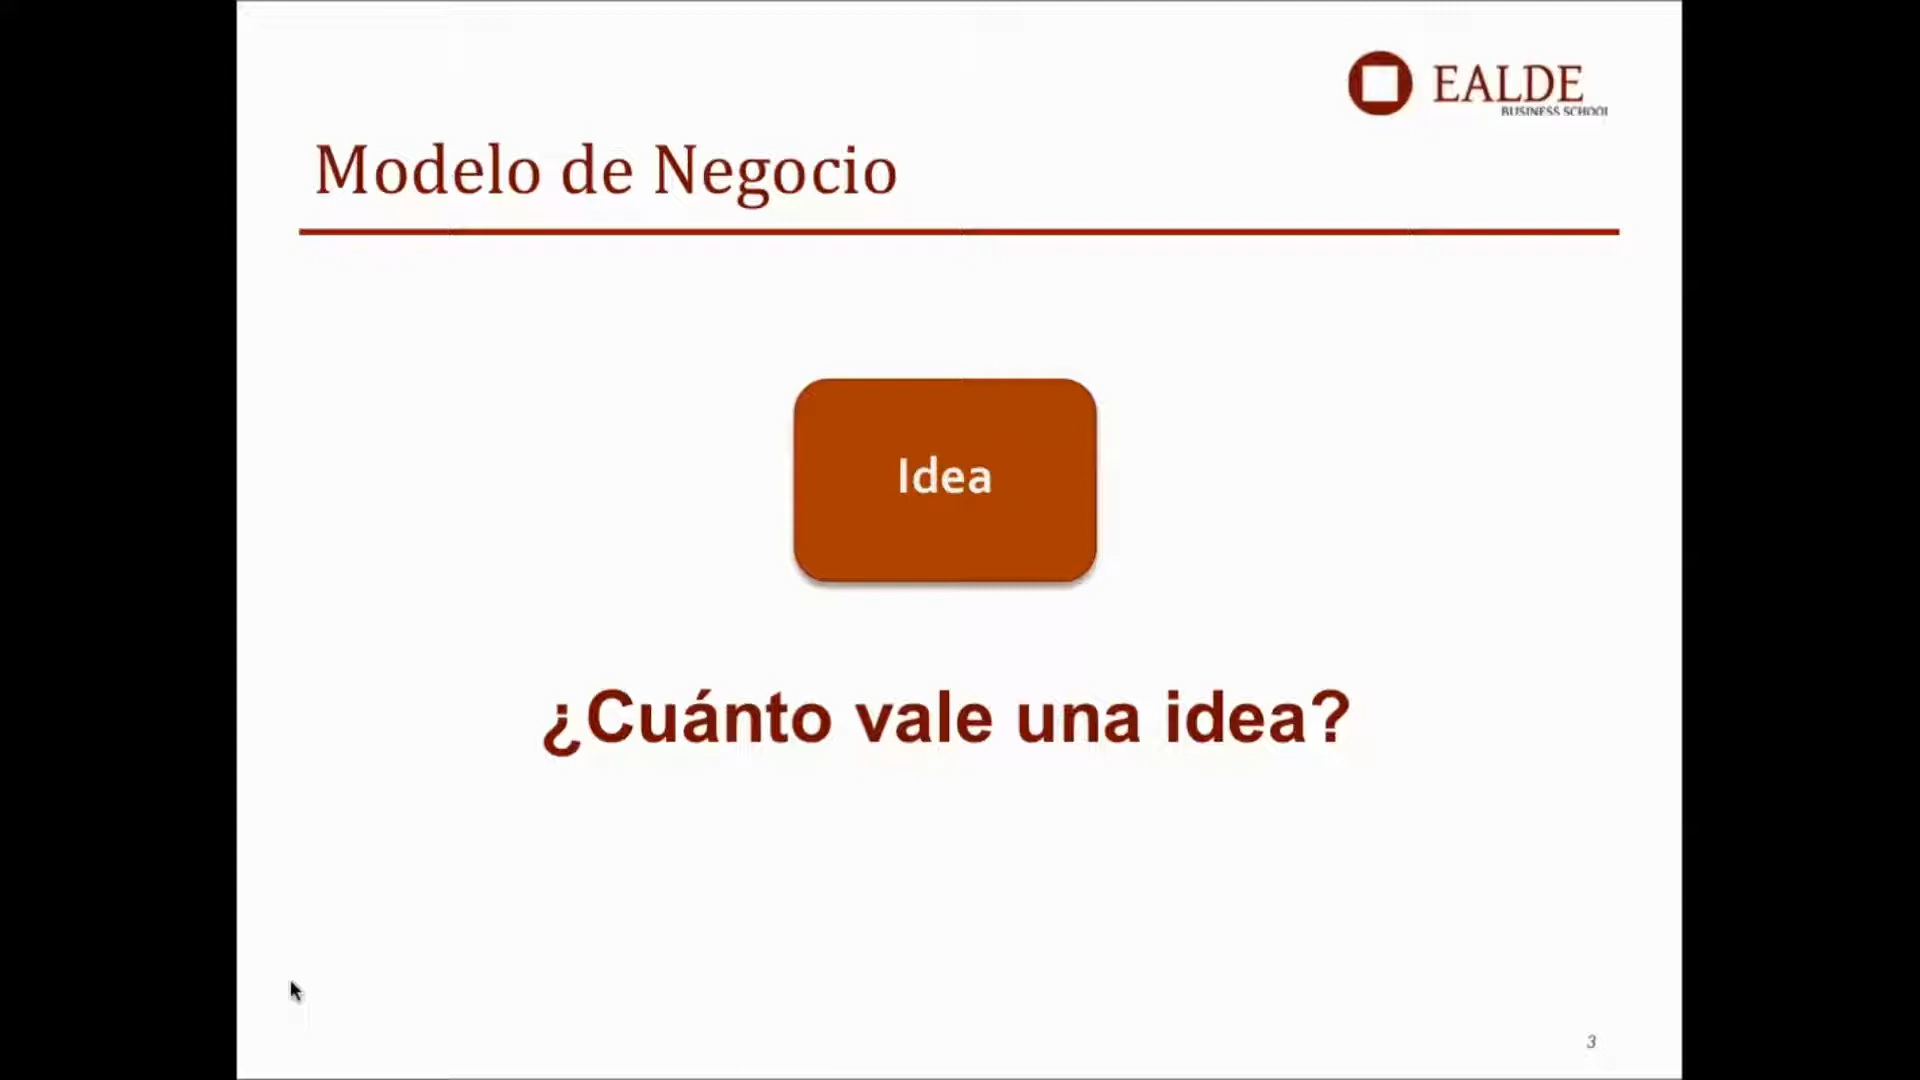 EALDE
BUSINESS SCHOOL
Modelo de Negocio
Idea
¿Cuánto vale una idea?
3